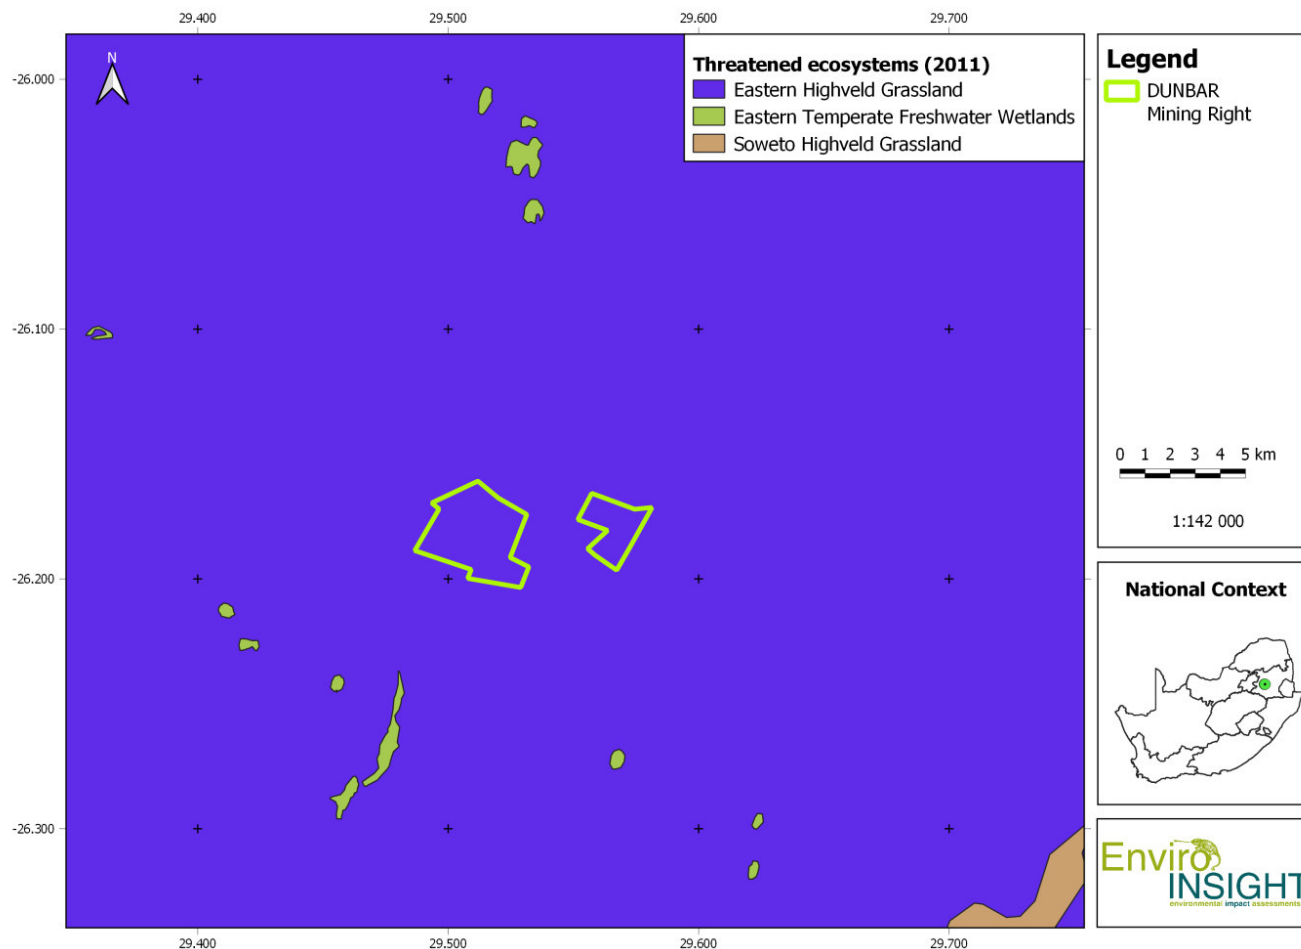 29.400 29.500 29.600 29.700
N
-26.000
-26.100
-26.200
-26.300
Threatened ecosystems (2011)
Eastern Highveld Grassland
Eastern Temperate Freshwater Wetlands
Soweto Highveld Grassland
29.400 29.500 29.600 29.700
Legend
DUNBAR
Mining Right
0 1 2 3 4 5 km
1:142 000
National Context
Enviro
INSIGHT
environmental impact assessments